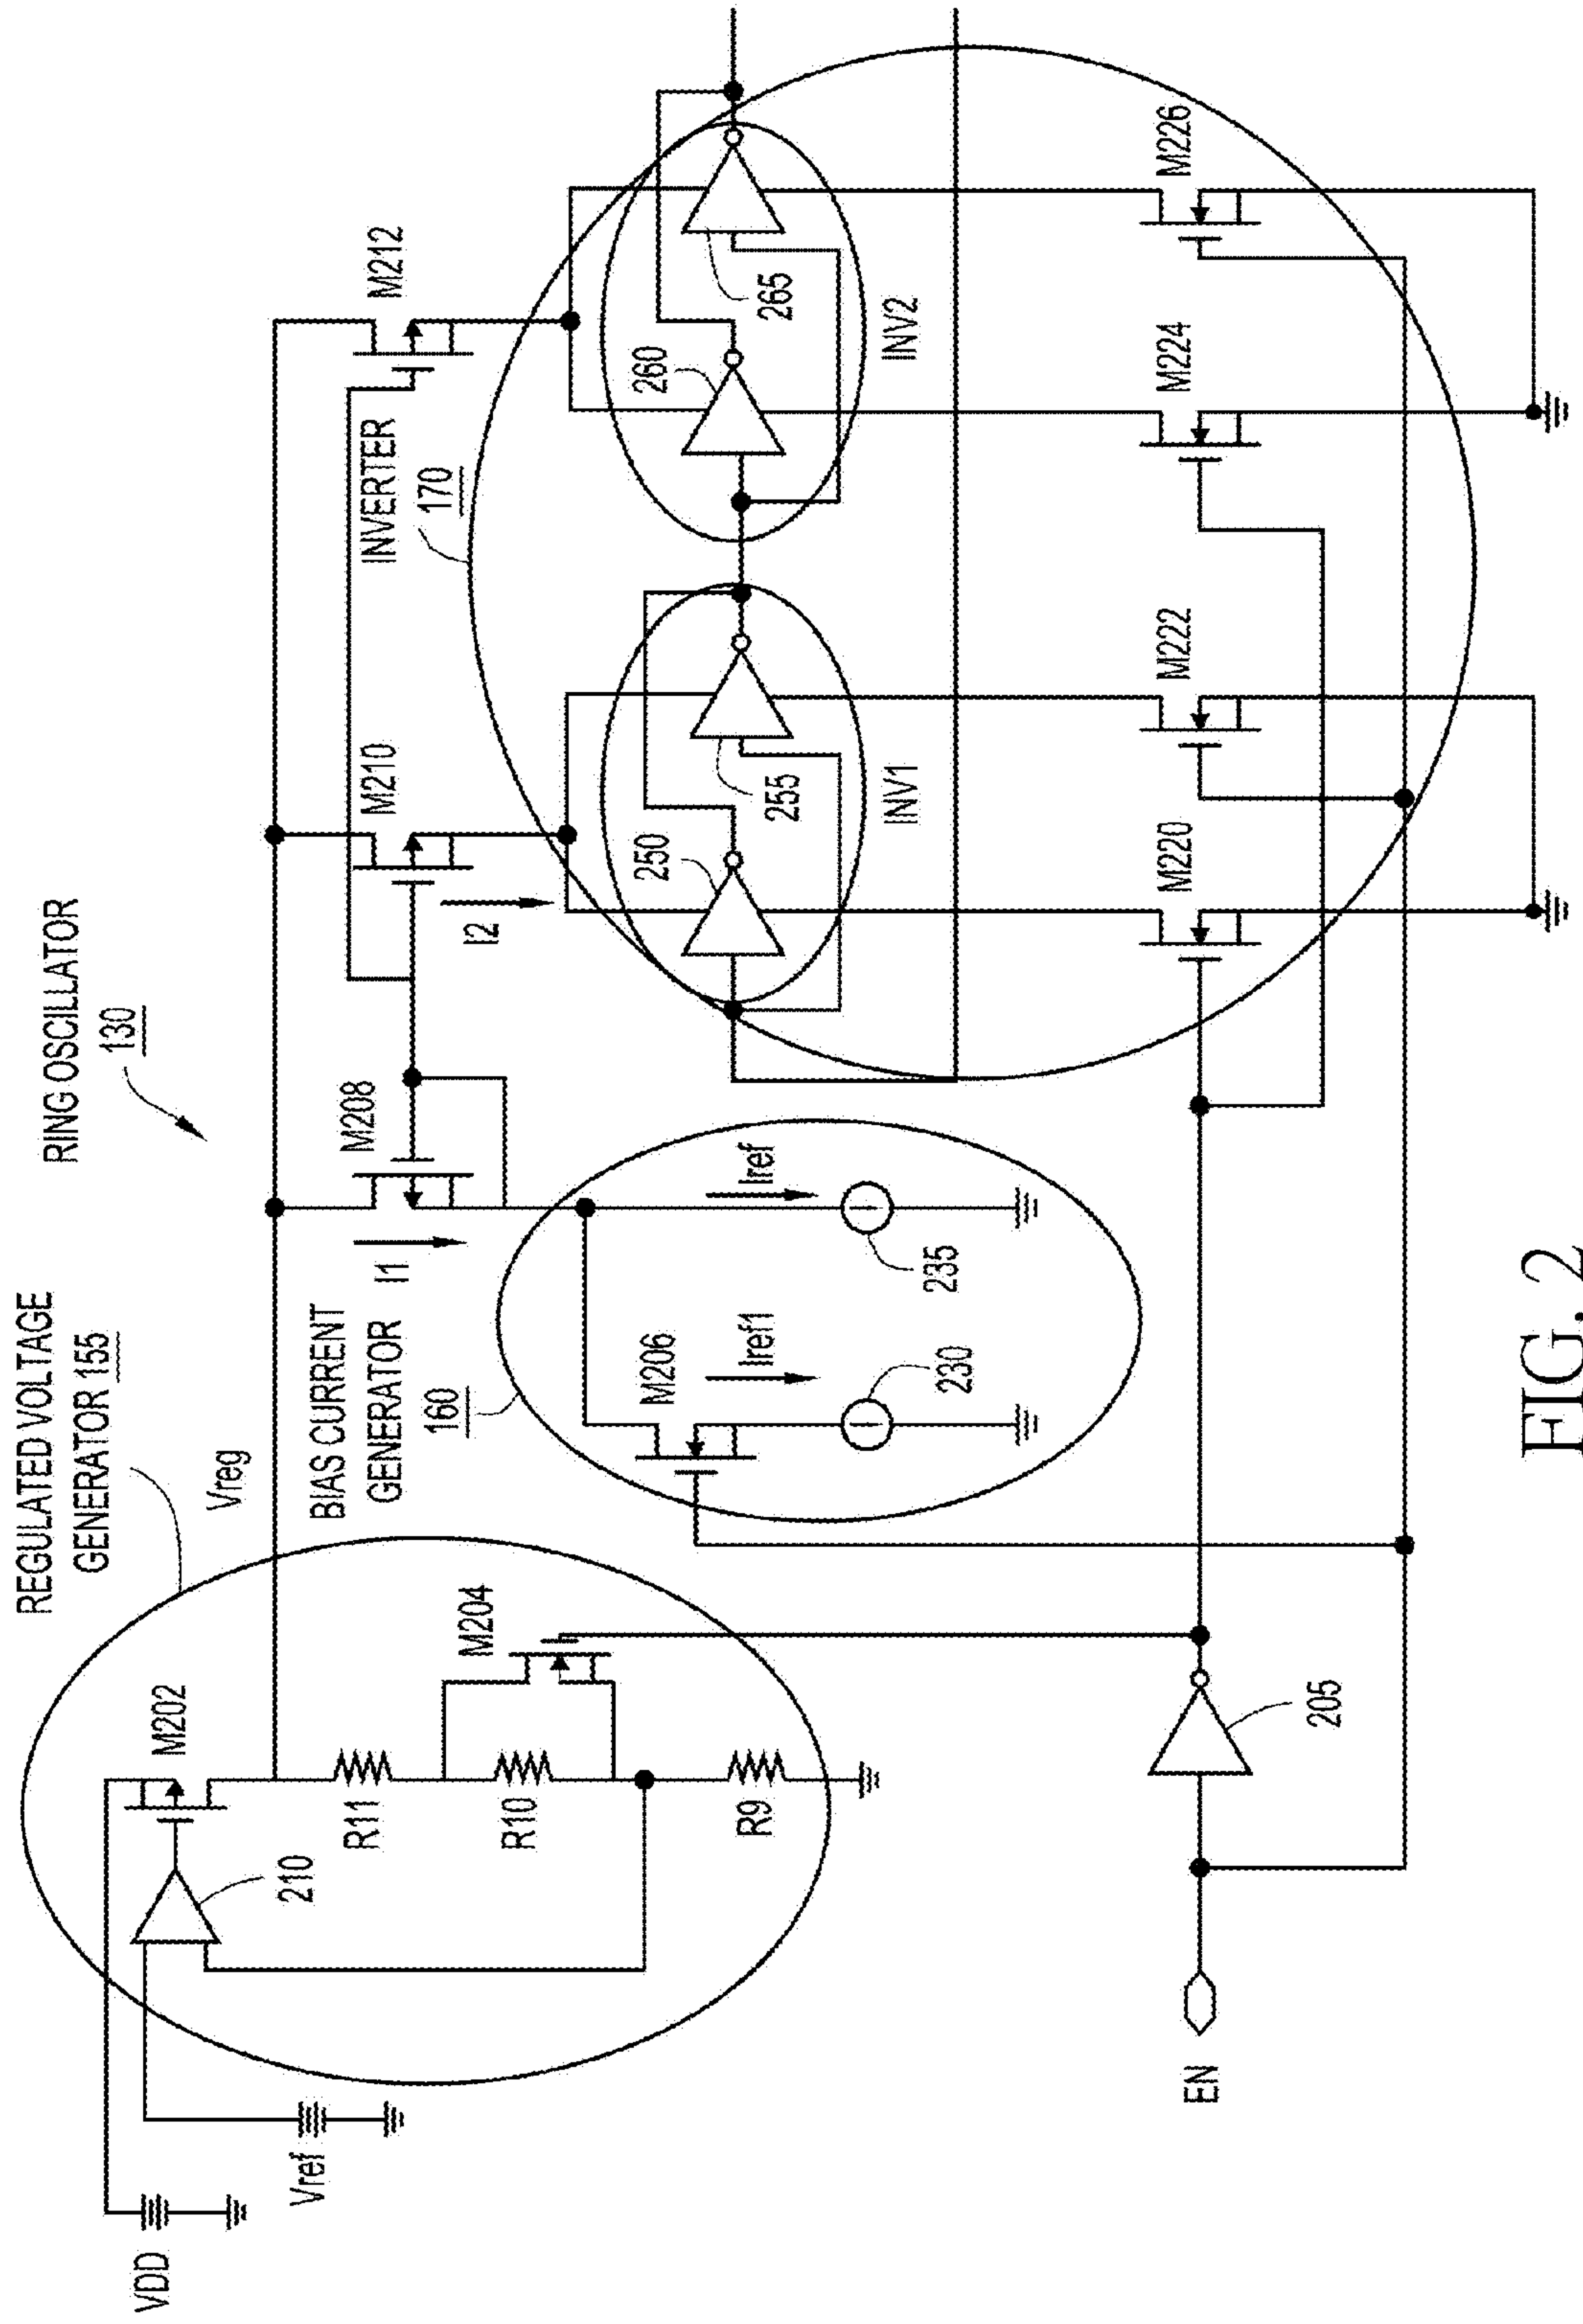 RING OSCILLATOR
130
REGULATED VOLTAGE
GENERATOR 155
VDD
Vref
210
M202
R11
R10
R9
M204
Vreg
BIAS CURRENT
GENERATOR
160
I1
M208
M206
Iref1
230
Iref
235
M210
I2
INVERTER
170
M212
250
255
INV1
260
265
INV2
M220
M222
M224
M226
EN
205
FIG. 2